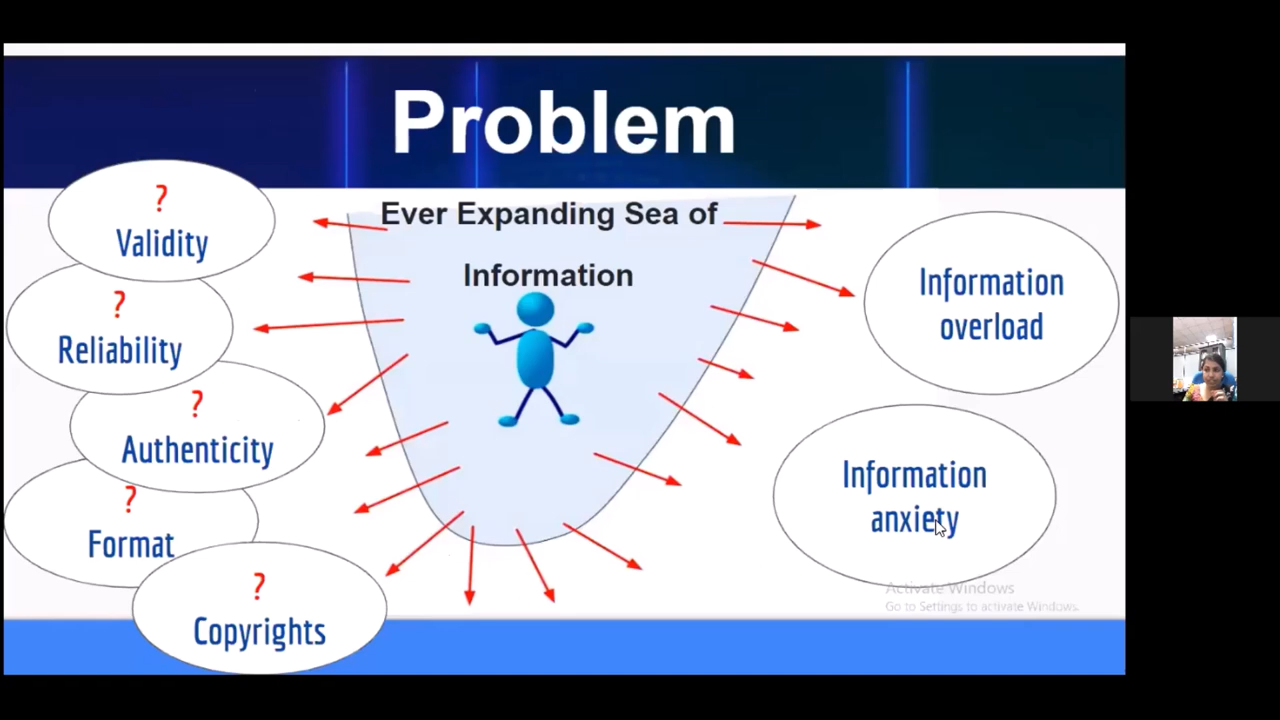 Problem
Ever Expanding Sea of
Information
?
Validity
?
Reliability
?
Authenticity
?
Format
?
Copyrights
Information
overload
Information
anxiety
Activate Windows
Go to Settings to activate Windows.